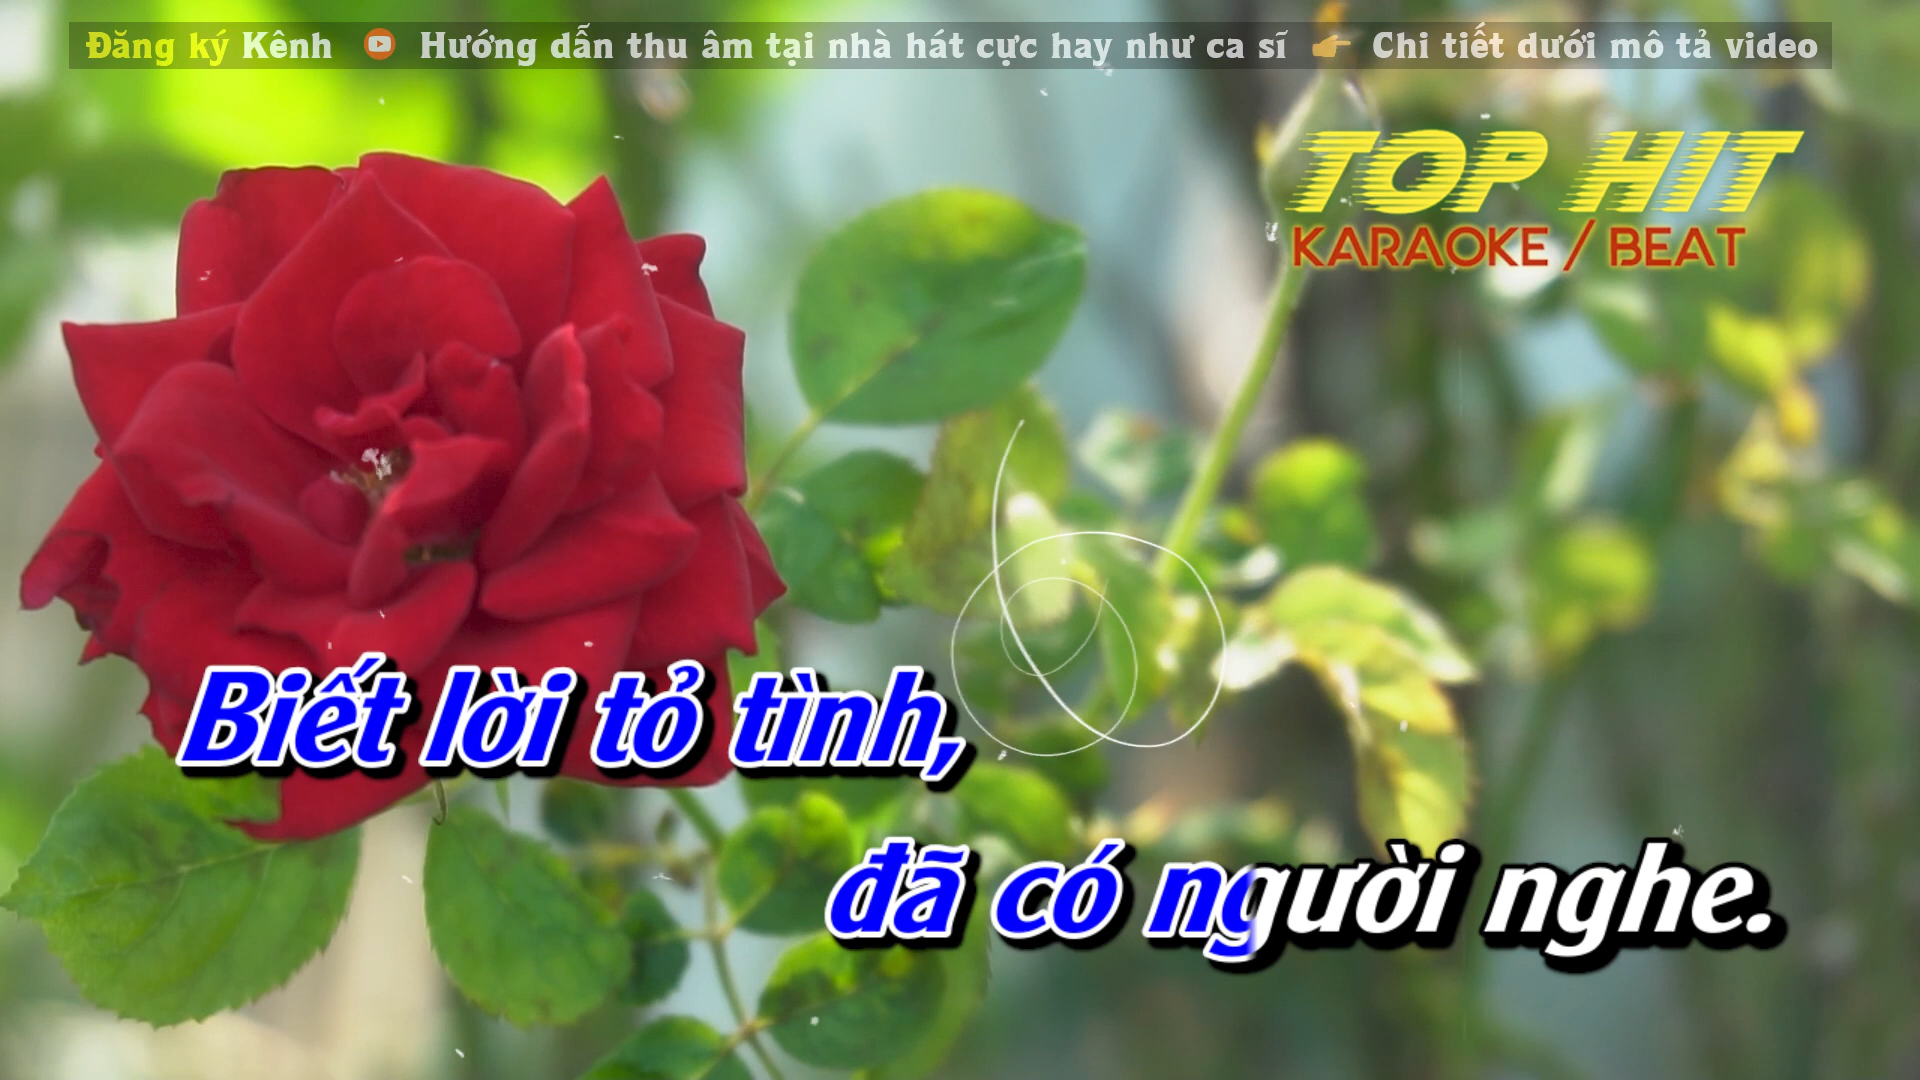 Đăng ký Kênh Hướng dẫn thu âm tại nhà hát cực hay như ca sĩ Chi tiết dưới mô tả video
TOP HIT
KARAOKE / BEAT
Biết lời tỏ tình,
đã có người nghe.